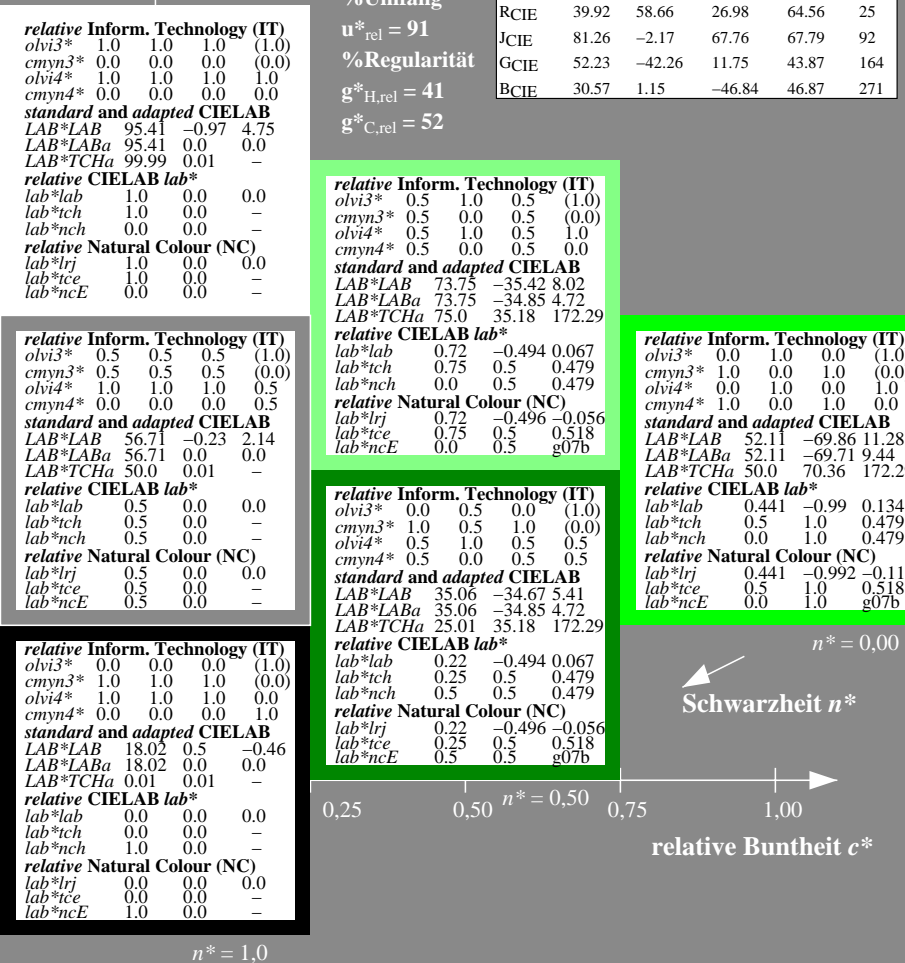 relative Inform. Technology (IT)
olvi3* 1.0 1.0 1.0 (1.0)
cmyn3* 0.0 0.0 0.0 (0.0)
olvi4* 1.0 1.0 1.0 1.0
cmyn4* 0.0 0.0 0.0 0.0
standard and adapted CIELAB
LAB*LAB 95.41 −0.97 4.75
LAB*LABa 95.41 0.0 0.0
LAB*TCHa 99.99 0.01 –
relative CIELAB lab*
lab*lab 1.0 0.0 0.0
lab*tch 1.0 0.0 –
lab*nch 0.0 0.0 –
relative Natural Colour (NC)
lab*lrj 1.0 0.0 0.0
lab*tce 1.0 0.0 –
lab*ncE 0.0 0.0 –
%Umfang
u*rel = 91
%Regularität
g*H,rel = 41
g*C,rel = 52
RCIE 39.92 58.66 26.98 64.56 25
JCIE 81.26 −2.17 67.76 67.79 92
GCIE 52.23 −42.26 11.75 43.87 164
BCIE 30.57 1.15 −46.84 46.87 271
relative Inform. Technology (IT)
olvi3* 0.5 1.0 0.5 (1.0)
cmyn3* 0.5 0.0 0.5 (0.0)
olvi4* 0.5 1.0 0.5 1.0
cmyn4* 0.5 0.0 0.5 0.0
standard and adapted CIELAB
LAB*LAB 73.75 −35.42 8.02
LAB*LABa 73.75 −34.85 4.72
LAB*TCHa 75.0 35.18 172.29
relative CIELAB lab*
lab*lab 0.72 −0.494 0.067
lab*tch 0.75 0.5 0.479
lab*nch 0.0 0.5 0.479
relative Natural Colour (NC)
lab*lrj 0.72 −0.496 −0.056
lab*tce 0.75 0.5 0.518
lab*ncE 0.0 0.5 g07b
relative Inform. Technology (IT)
olvi3* 0.5 0.5 0.5 (1.0)
cmyn3* 0.5 0.5 0.5 (0.0)
olvi4* 1.0 1.0 1.0 0.5
cmyn4* 0.0 0.0 0.0 0.5
standard and adapted CIELAB
LAB*LAB 56.71 −0.23 2.14
LAB*LABa 56.71 0.0 0.0
LAB*TCHa 50.0 0.01 –
relative CIELAB lab*
lab*lab 0.5 0.0 0.0
lab*tch 0.5 0.0 –
lab*nch 0.5 0.0 –
relative Natural Colour (NC)
lab*lrj 0.5 0.0 0.0
lab*tce 0.5 0.0 –
lab*ncE 0.5 0.0 –
relative Inform. Technology (IT)
olvi3* 0.0 1.0 0.0 (1.0
cmyn3* 1.0 0.0 1.0 (0.0
olvi4* 0.0 1.0 0.0 1.0
cmyn4* 1.0 0.0 1.0 0.0
standard and adapted CIELAB
LAB*LAB 52.11 −69.86 11.28
LAB*LABa 52.11 −69.71 9.44
LAB*TCHa 50.0 70.36 172.2
relative CIELAB lab*
lab*lab 0.441 −0.99 0.134
lab*tch 0.5 1.0 0.479
lab*nch 0.0 1.0 0.479
relative Natural Colour (NC)
lab*lrj 0.441 −0.992 −0.11
lab*tce 0.5 1.0 0.518
lab*ncE 0.0 1.0 g07b
relative Inform. Technology (IT)
olvi3* 0.0 0.5 0.0 (1.0)
cmyn3* 1.0 0.5 1.0 (0.0)
olvi4* 0.5 1.0 0.5 0.5
cmyn4* 0.5 0.0 0.5 0.5
standard and adapted CIELAB
LAB*LAB 35.06 −34.67 5.41
LAB*LABa 35.06 −34.85 4.72
LAB*TCHa 25.01 35.18 172.29
relative CIELAB lab*
lab*lab 0.22 −0.494 0.067
lab*tch 0.25 0.5 0.479
lab*nch 0.5 0.5 0.479
relative Natural Colour (NC)
lab*lrj 0.22 −0.496 −0.056
lab*tce 0.25 0.5 0.518
lab*ncE 0.5 0.5 g07b
relative Inform. Technology (IT)
olvi3* 0.0 0.0 0.0 (1.0)
cmyn3* 1.0 1.0 1.0 (0.0)
olvi4* 1.0 1.0 1.0 0.0
cmyn4* 0.0 0.0 0.0 1.0
standard and adapted CIELAB
LAB*LAB 18.02 0.5 −0.46
LAB*LABa 18.02 0.0 0.0
LAB*TCHa 0.01 0.01 –
relative CIELAB lab*
lab*lab 0.0 0.0 0.0
lab*tch 0.0 0.0 –
lab*nch 1.0 0.0 –
relative Natural Colour (NC)
lab*lrj 0.0 0.0 0.0
lab*tce 0.0 0.0 –
lab*ncE 1.0 0.0 –
n* = 0,00
Schwarzheit n*
0,25 0,50 n* = 0,50 0,75 1,00
relative Buntheit c*
n* = 1,0